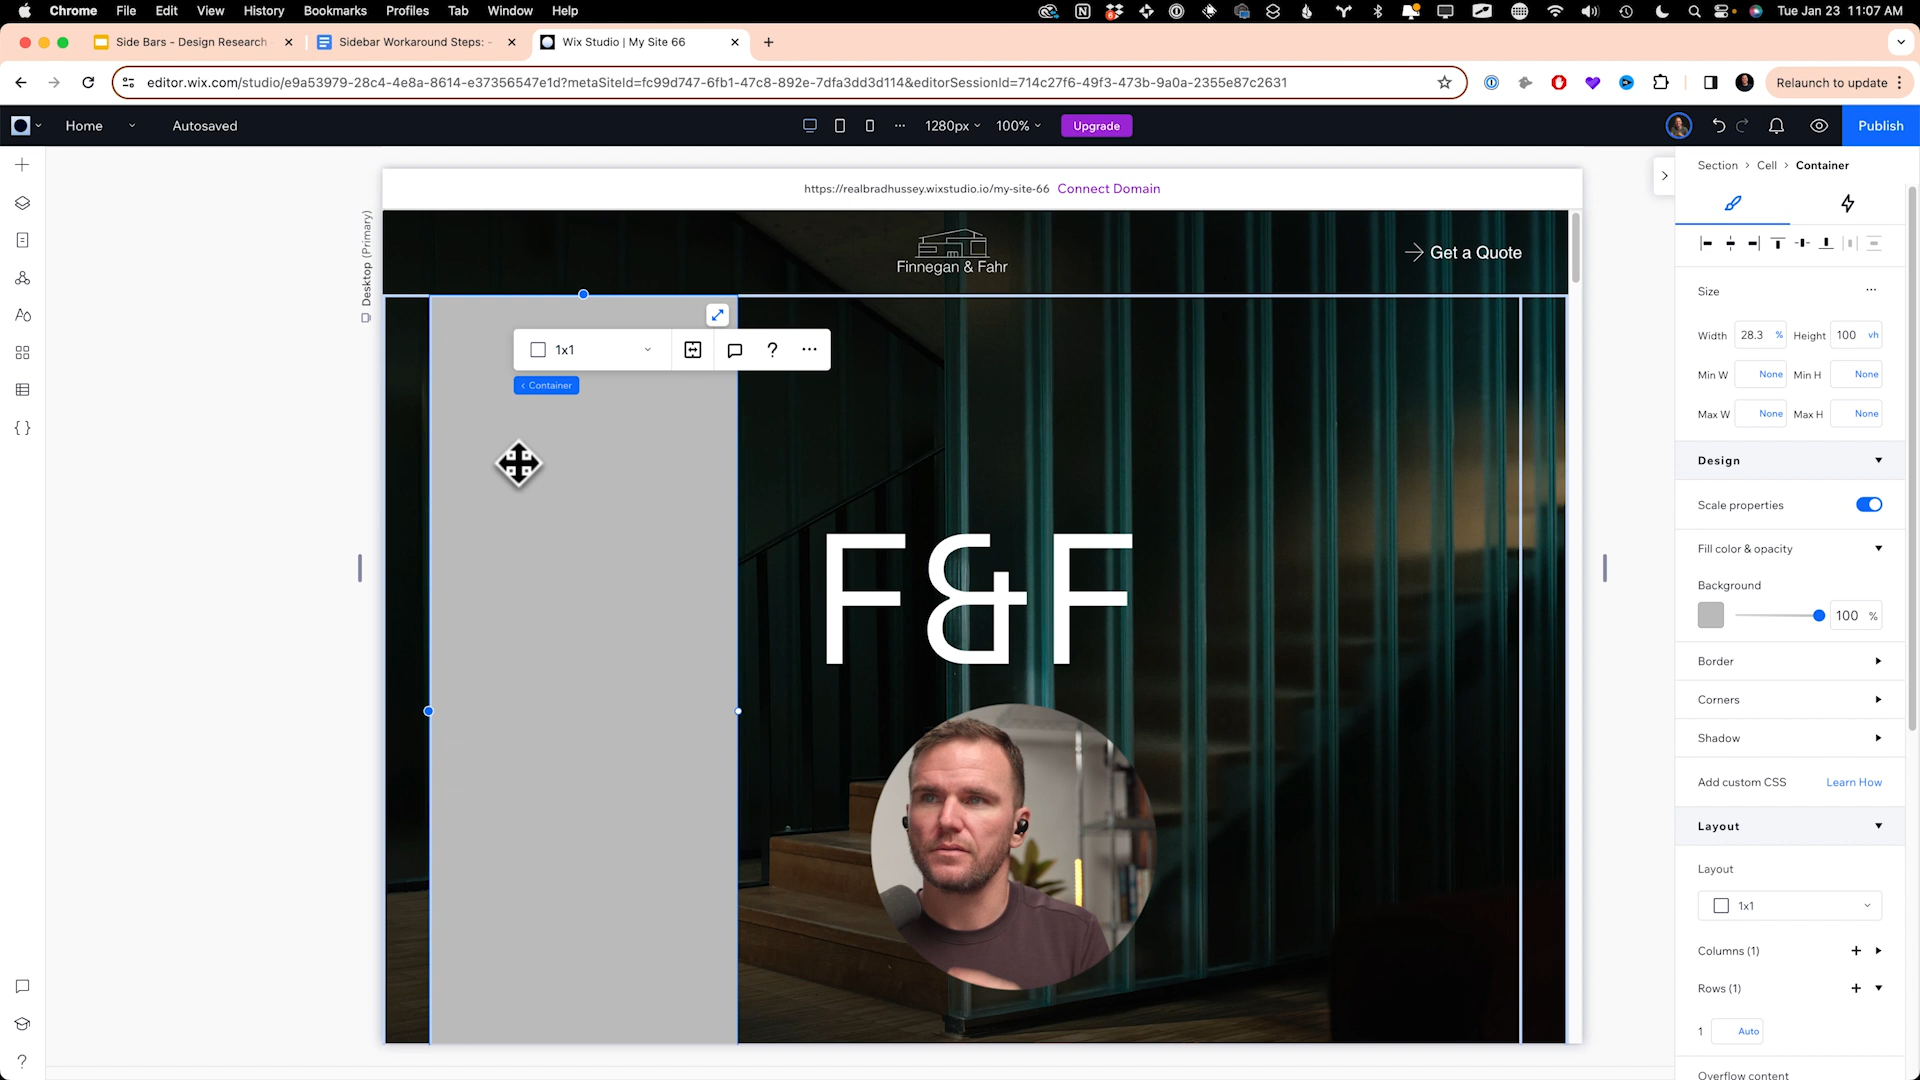 Chrome File Edit View History Bookmarks Profiles Tab Window Help
Tue Jan 23 11:07 AM
Side Bars - Design Research
Sidebar Workaround Steps: -
Wix Studio | My Site 66
editor.wix.com/studio/e9a53979-28c4-4e8a-8614-e37356547e1d?metaSiteId=fc99d747-6fb1-47c8-892e-7dfa3dd3d114&editorSessionId=714c27f6-49f3-473b-9a0a-2355e87c2631
Relaunch to update
Home
Autosaved
1280px
100%
Upgrade
Publish
https://realbradhussey.wixstudio.io/my-site-66 Connect Domain
Desktop (Primary)
Finnegan & Fahr
Get a Quote
1x1
?
< Container
F&F
Section > Cell > Container
Size
Width 28.3 % Height 100 vh
Min W None Min H None
Max W None Max H None
Design
Scale properties
Fill color & opacity
Background
100 %
Border
Corners
Shadow
Add custom CSS Learn How
Layout
Layout
1x1
Columns (1)
Rows (1)
1 Auto
Overflow content